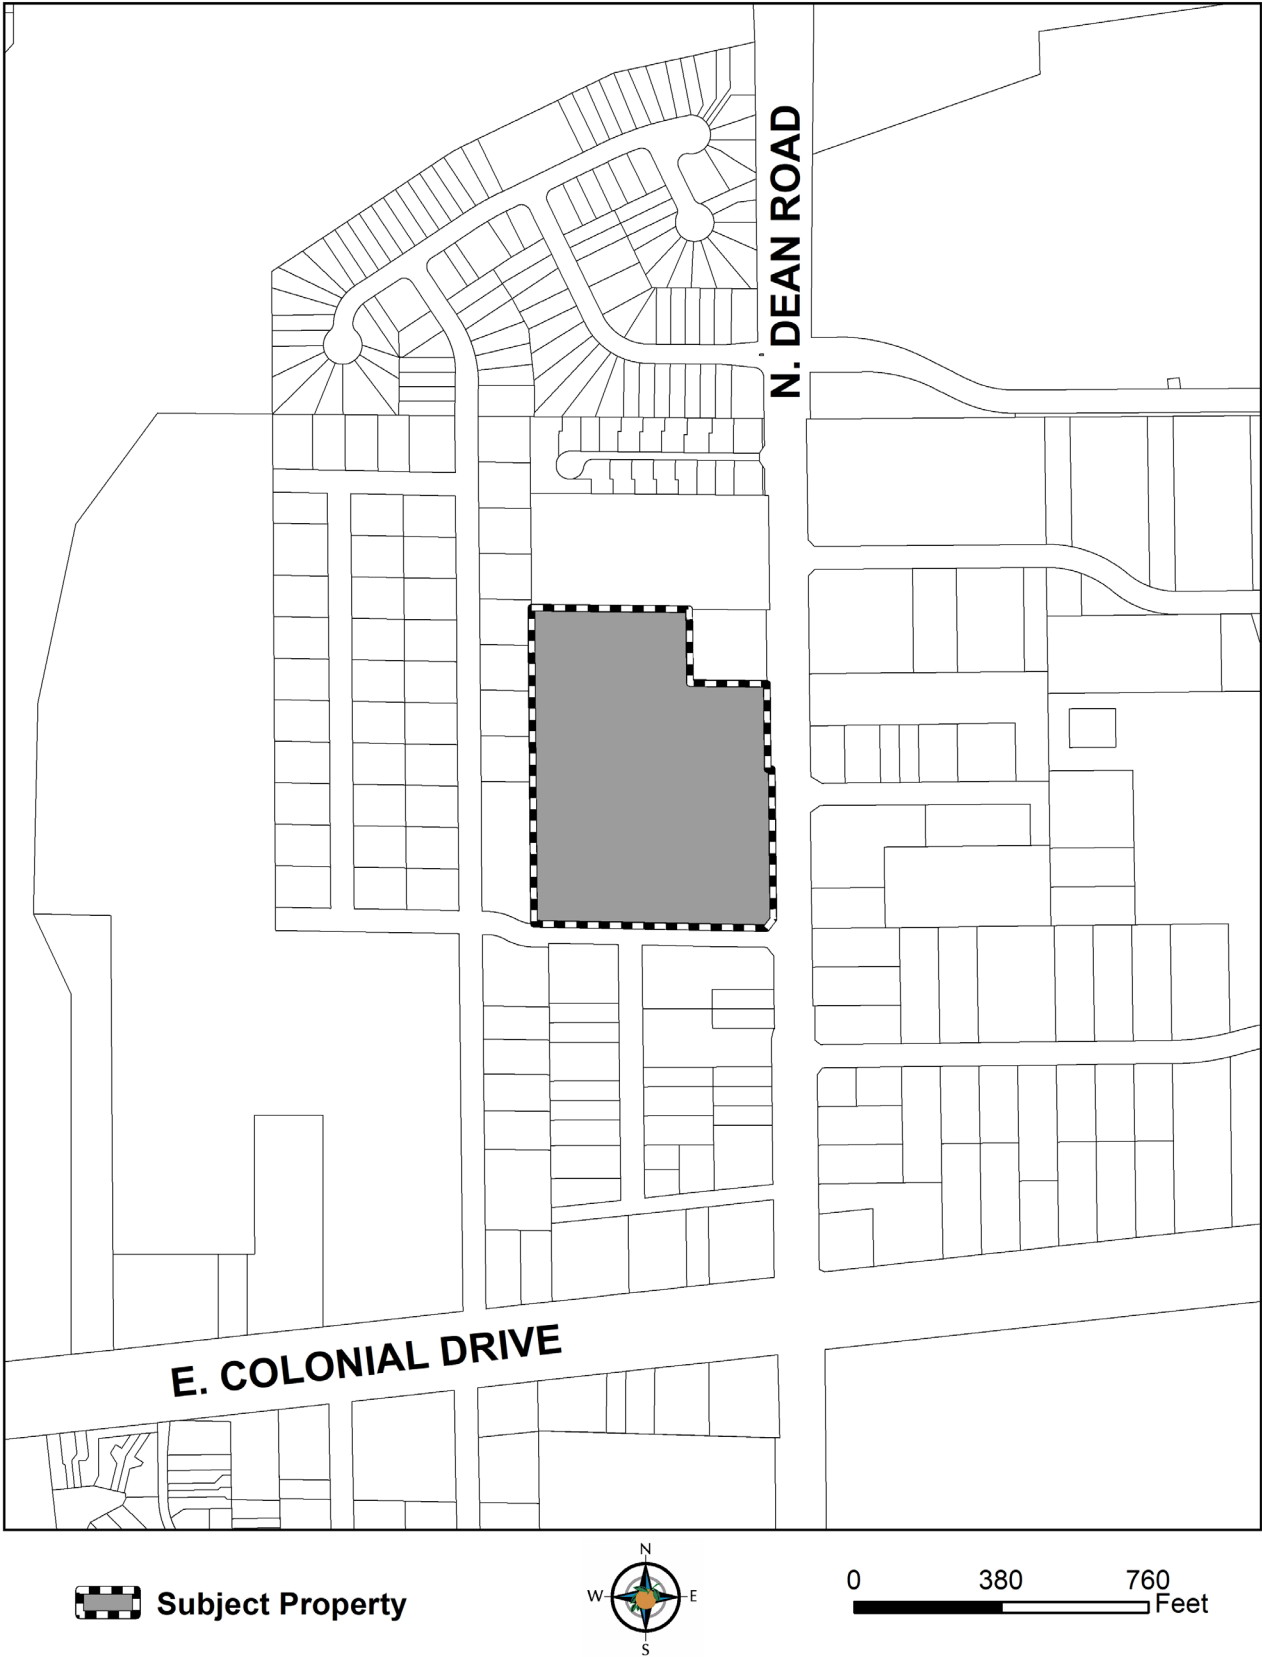 N. DEAN ROAD
E. COLONIAL DRIVE
Subject Property
N
W E
S
0 380 760
Feet